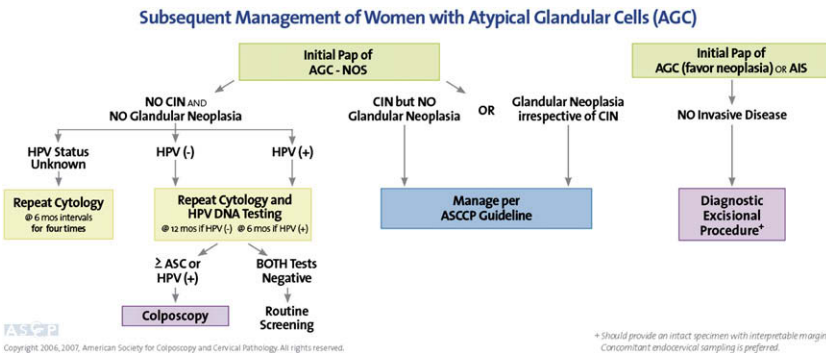 Subsequent Management of Women with Atypical Glandular Cells (AGC)
Initial Pap of
AGC - NOS
Initial Pap of
AGC (favor neoplasia) OR AIS
NO CIN AND
NO Glandular Neoplasia
CIN but NO
Glandular Neoplasia
OR
Glandular Neoplasia
irrespective of CIN
NO Invasive Disease
HPV Status
Unknown
HPV (-)
HPV (+)
Repeat Cytology
@ 6 mos intervals
for four times
Repeat Cytology and
HPV DNA Testing
@ 12 mos if HPV (-) @ 6 mos if HPV (+)
Manage per
ASCCP Guideline
Diagnostic
Excisional
Procedure+
≥ ASC or
HPV (+)
BOTH Tests
Negative
Colposcopy
Routine
Screening
Copyright 2006, 2007, American Society for Colposcopy and Cervical Pathology. All rights reserved.
+ Should provide an intact specimen with interpretable margin
Concomitant endocervical sampling is preferred.